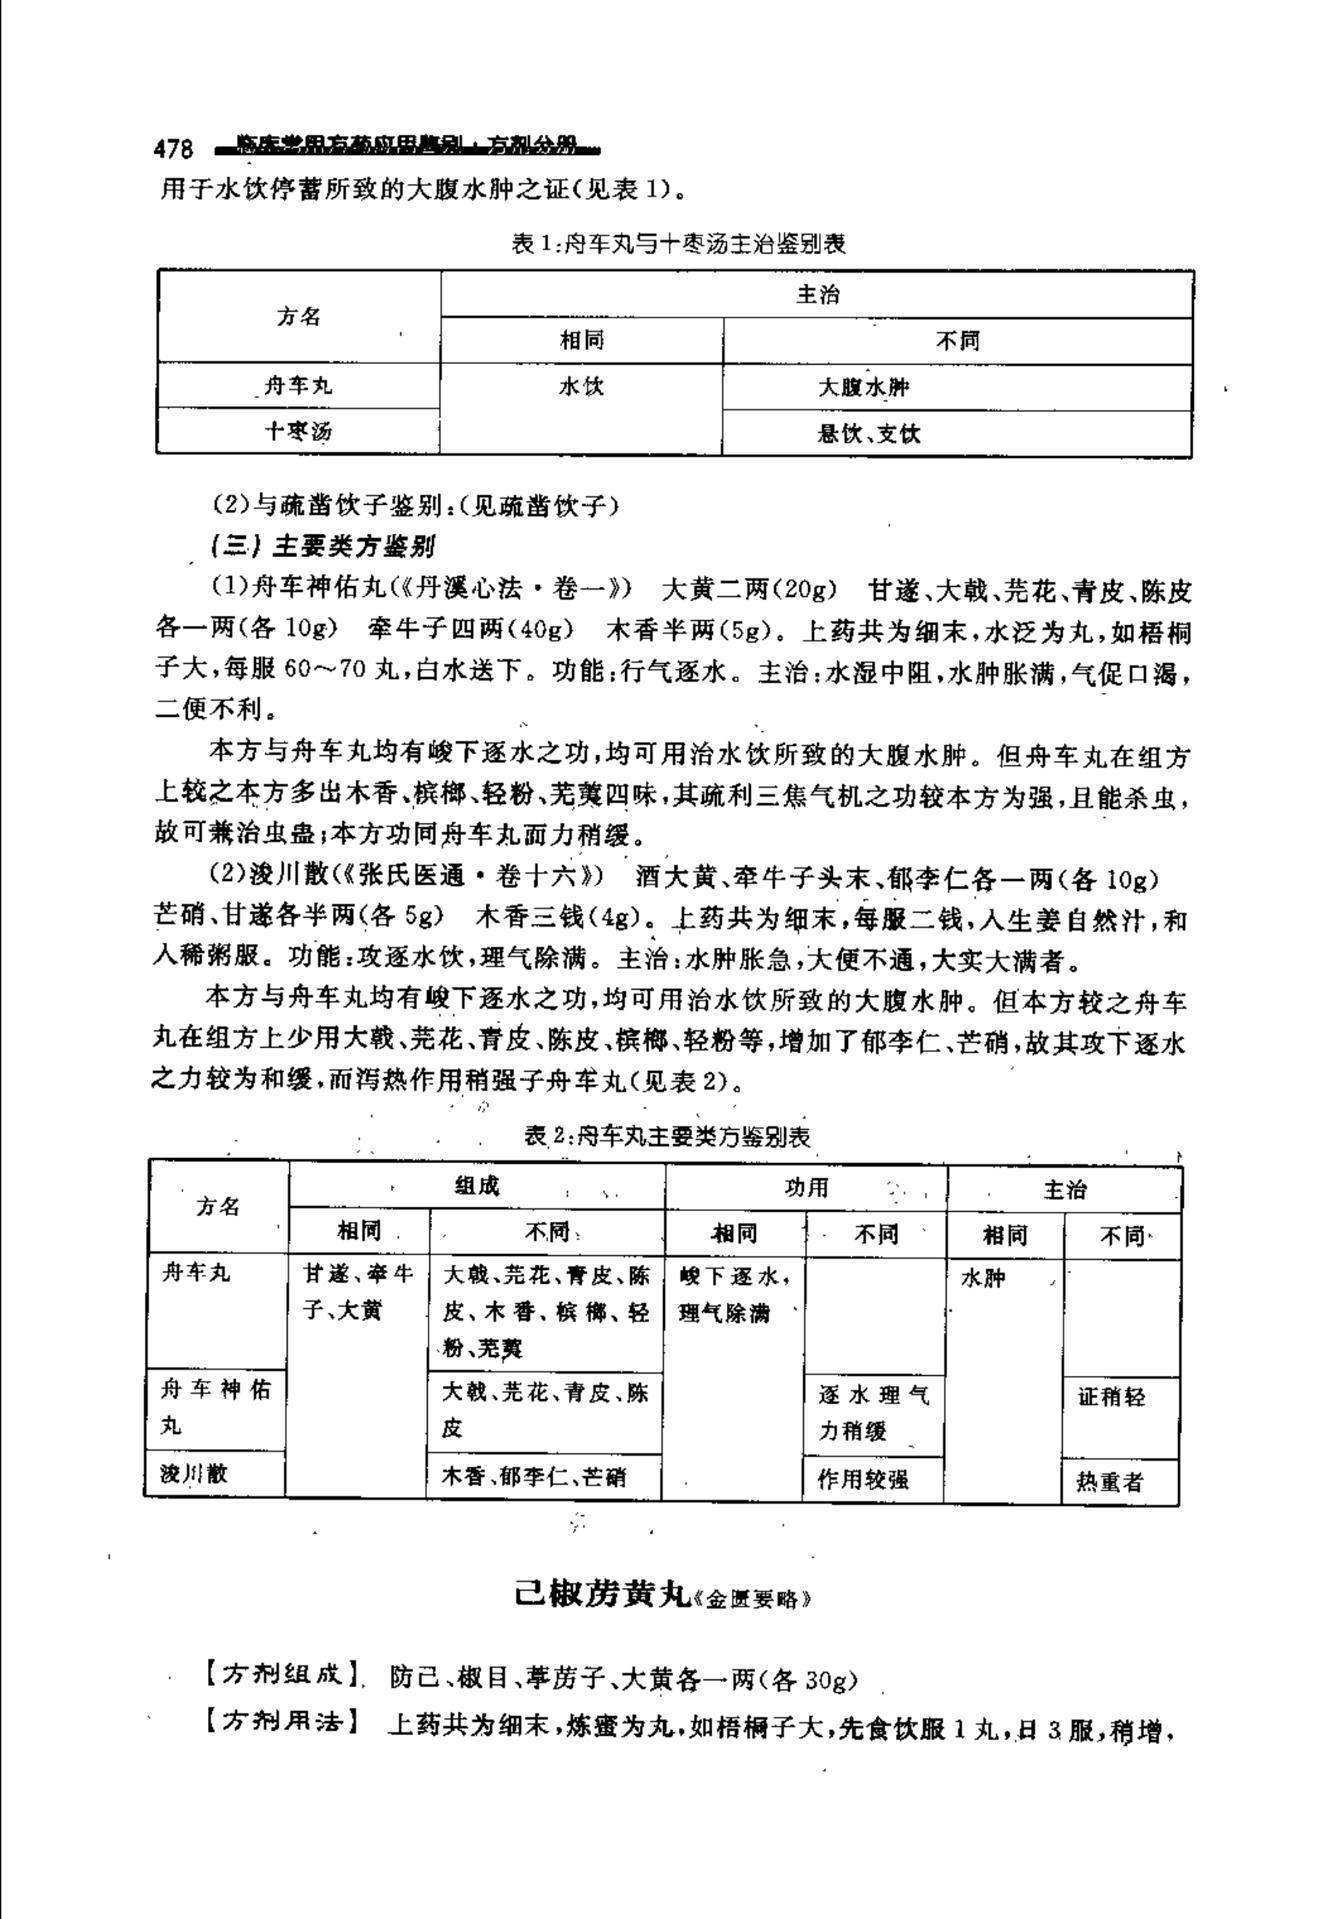 478 临床常用方药应用鉴别·方剂分册
用于水饮停蓄所致的大腹水肿之证(见表1)。
表1:舟车丸与十枣汤主治鉴别表
方名 主治
相同 不同
舟车丸 水饮 大腹水肿
十枣汤 悬饮、支饮
(2)与疏凿饮子鉴别:(见疏凿饮子)
(三)主要类方鉴别
(1)舟车神佑丸(《丹溪心法·卷一》) 大黄二两(20g) 甘遂、大戟、芫花、青皮、陈皮
各一两(各10g) 牵牛子四两(40g) 木香半两(5g)。上药共为细末,水泛为丸,如梧桐
子大,每服60～70丸,白水送下。功能:行气逐水。主治:水湿中阻,水肿胀满,气促口渴,
二便不利。
本方与舟车丸均有峻下逐水之功,均可用治水饮所致的大腹水肿。但舟车丸在组方
上较之本方多出木香、槟榔、轻粉、芜荑四味,其疏利三焦气机之功较本方为强,且能杀虫,
故可兼治虫蛊;本方功同舟车丸而力稍缓。
(2)浚川散(《张氏医通·卷十六》) 酒大黄、牵牛子头末、郁李仁各一两(各10g)
芒硝、甘遂各半两(各5g) 木香三钱(4g)。上药共为细末,每服二钱,入生姜自然汁,和
入稀粥服。功能:攻逐水饮,理气除满。主治:水肿胀急,大便不通,大实大满者。
本方与舟车丸均有峻下逐水之功,均可用治水饮所致的大腹水肿。但本方较之舟车
丸在组方上少用大戟、芫花、青皮、陈皮、槟榔、轻粉等,增加了郁李仁、芒硝,故其攻下逐水
之力较为和缓,而泻热作用稍强于舟车丸(见表2)。
表2:舟车丸主要类方鉴别表
方名 组成 功用 主治
相同 不同 相同 不同 相同 不同
舟车丸 甘遂、牵牛 大戟、芫花、青皮、陈 峻下逐水, 水肿
子、大黄 皮、木香、槟榔、轻 理气除满
粉、芜荑
舟车神佑 大戟、芫花、青皮、陈 逐水理气 证稍轻
丸 皮 力稍缓
浚川散 木香、郁李仁、芒硝 作用较强 热重者
己椒苈黄丸《金匮要略》
【方剂组成】 防己、椒目、葶苈子、大黄各一两(各30g)
【方剂用法】 上药共为细末,炼蜜为丸,如梧桐子大,先食饮服1丸,日3服,稍增,